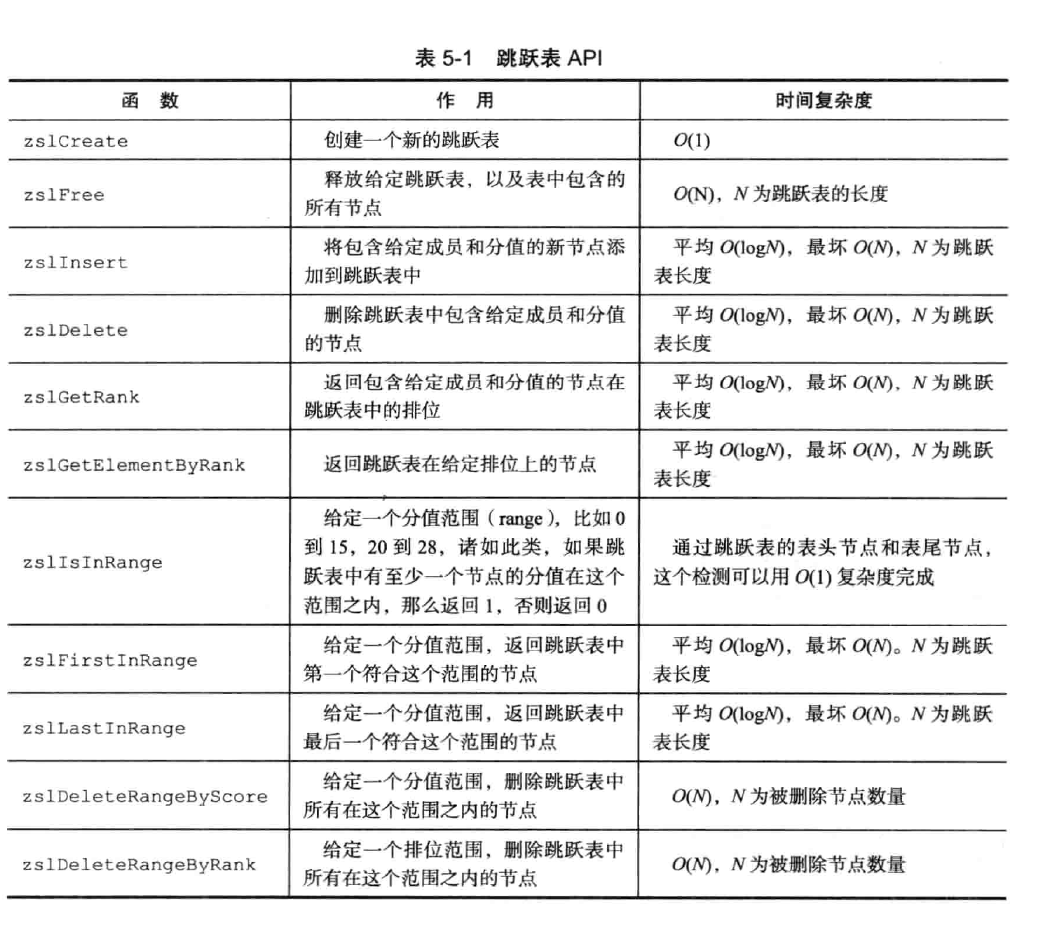 表 5-1 跳跃表 API
函 数 作 用 时间复杂度
zslCreate 创建一个新的跳跃表 O(1)
zslFree 释放给定跳跃表，以及表中包含的
所有节点 O(N)，N 为跳跃表的长度
zslInsert 将包含给定成员和分值的新节点添
加到跳跃表中 平均 O(logN)，最坏 O(N)，N 为跳跃
表长度
zslDelete 删除跳跃表中包含给定成员和分值
的节点 平均 O(logN)，最坏 O(N)，N 为跳跃
表长度
zslGetRank 返回包含给定成员和分值的节点在
跳跃表中的排位 平均 O(logN)，最坏 O(N)，N 为跳跃
表长度
zslGetElementByRank 返回跳跃表在给定排位上的节点 平均 O(logN)，最坏 O(N)，N 为跳跃
表长度
zslIsInRange 给定一个分值范围（range），比如 0
到 15，20 到 28，诸如此类，如果跳
跃表中有至少一个节点的分值在这个
范围之内，那么返回 1，否则返回 0 通过跳跃表的表头节点和表尾节点，
这个检测可以用 O(1) 复杂度完成
zslFirstInRange 给定一个分值范围，返回跳跃表中
第一个符合这个范围的节点 平均 O(logN)，最坏 O(N)。N 为跳跃
表长度
zslLastInRange 给定一个分值范围，返回跳跃表中
最后一个符合这个范围的节点 平均 O(logN)，最坏 O(N)。N 为跳跃
表长度
zslDeleteRangeByScore 给定一个分值范围，删除跳跃表中
所有在这个范围之内的节点 O(N)，N 为被删除节点数量
zslDeleteRangeByRank 给定一个排位范围，删除跳跃表中
所有在这个范围之内的节点 O(N)，N 为被删除节点数量